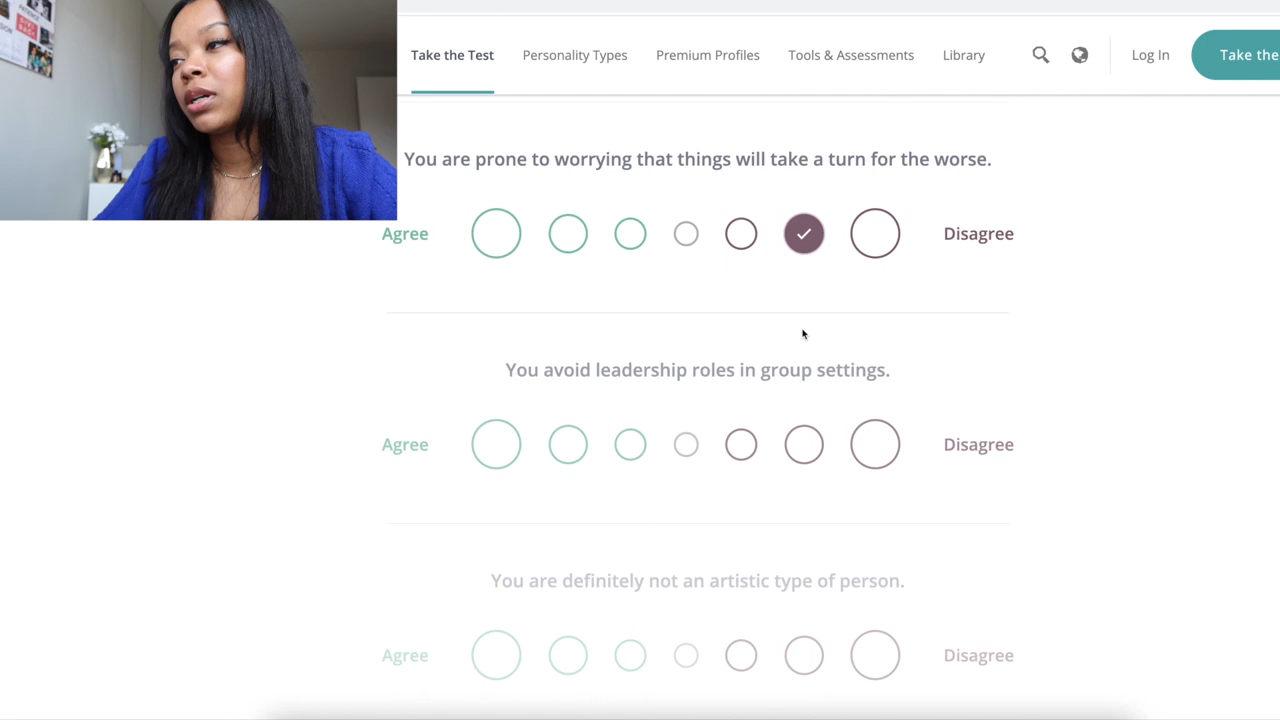 Take the Test
Personality Types
Premium Profiles
Tools & Assessments
Library
Log In
Take the
You are prone to worrying that things will take a turn for the worse.
Agree
Disagree
You avoid leadership roles in group settings.
Agree
Disagree
You are definitely not an artistic type of person.
Agree
Disagree